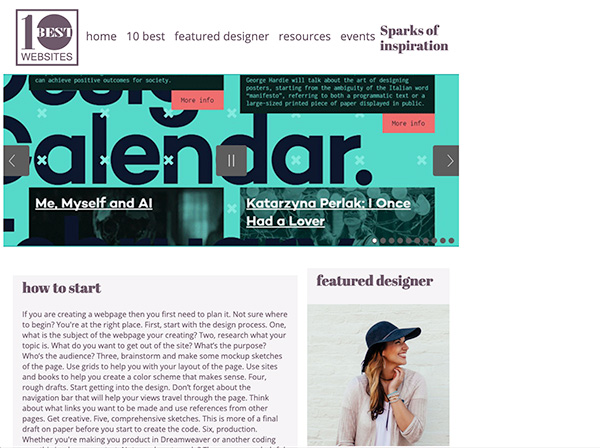 10
BEST
WEBSITES
home 10 best featured designer resources events
Sparks of
inspiration
can achieve positive outcomes for society.
More info
George Hardie will talk about the art of designing
posters, starting from the ambiguity of the Italian word
"manifesto", referring to both a programmatic text or a
large-sized printed piece of paper displayed in public.
More info
Calendar.
Me, Myself and AI
Katarzyna Perlak: I Once
Had a Lover
how to start
If you are creating a webpage then you first need to plan it. Not sure where
to begin? You're at the right place. First, start with the design process. One,
what is the subject of the webpage your creating? Two, research what your
topic is. What do you want to get out of the site? What's the purpose?
Who's the audience? Three, brainstorm and make some mockup sketches
of the page. Use grids to help you with your layout of the page. Use sites
and books to help you create a color scheme that makes sense. Four,
rough drafts. Start getting into the design. Don't forget about the
navigation bar that will help your views travel through the page. Think
about what links you want to be made and use references from other
pages. Get creative. Five, comprehensive sketches. This is more of a final
draft on paper before you start to create the code. Six, production.
Whether you're making you product in Dreamweaver or another coding
featured designer